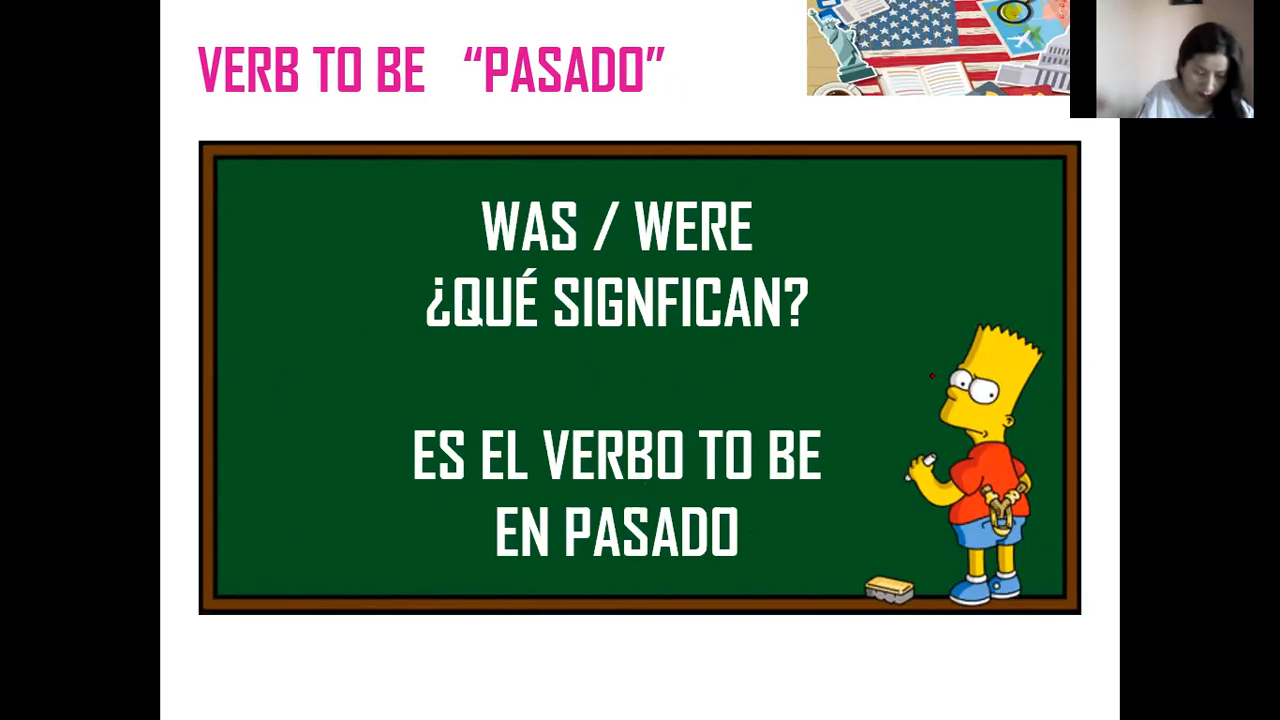 VERB TO BE “PASADO”
WAS / WERE
¿QUÉ SIGNFICAN?
ES EL VERBO TO BE
EN PASADO